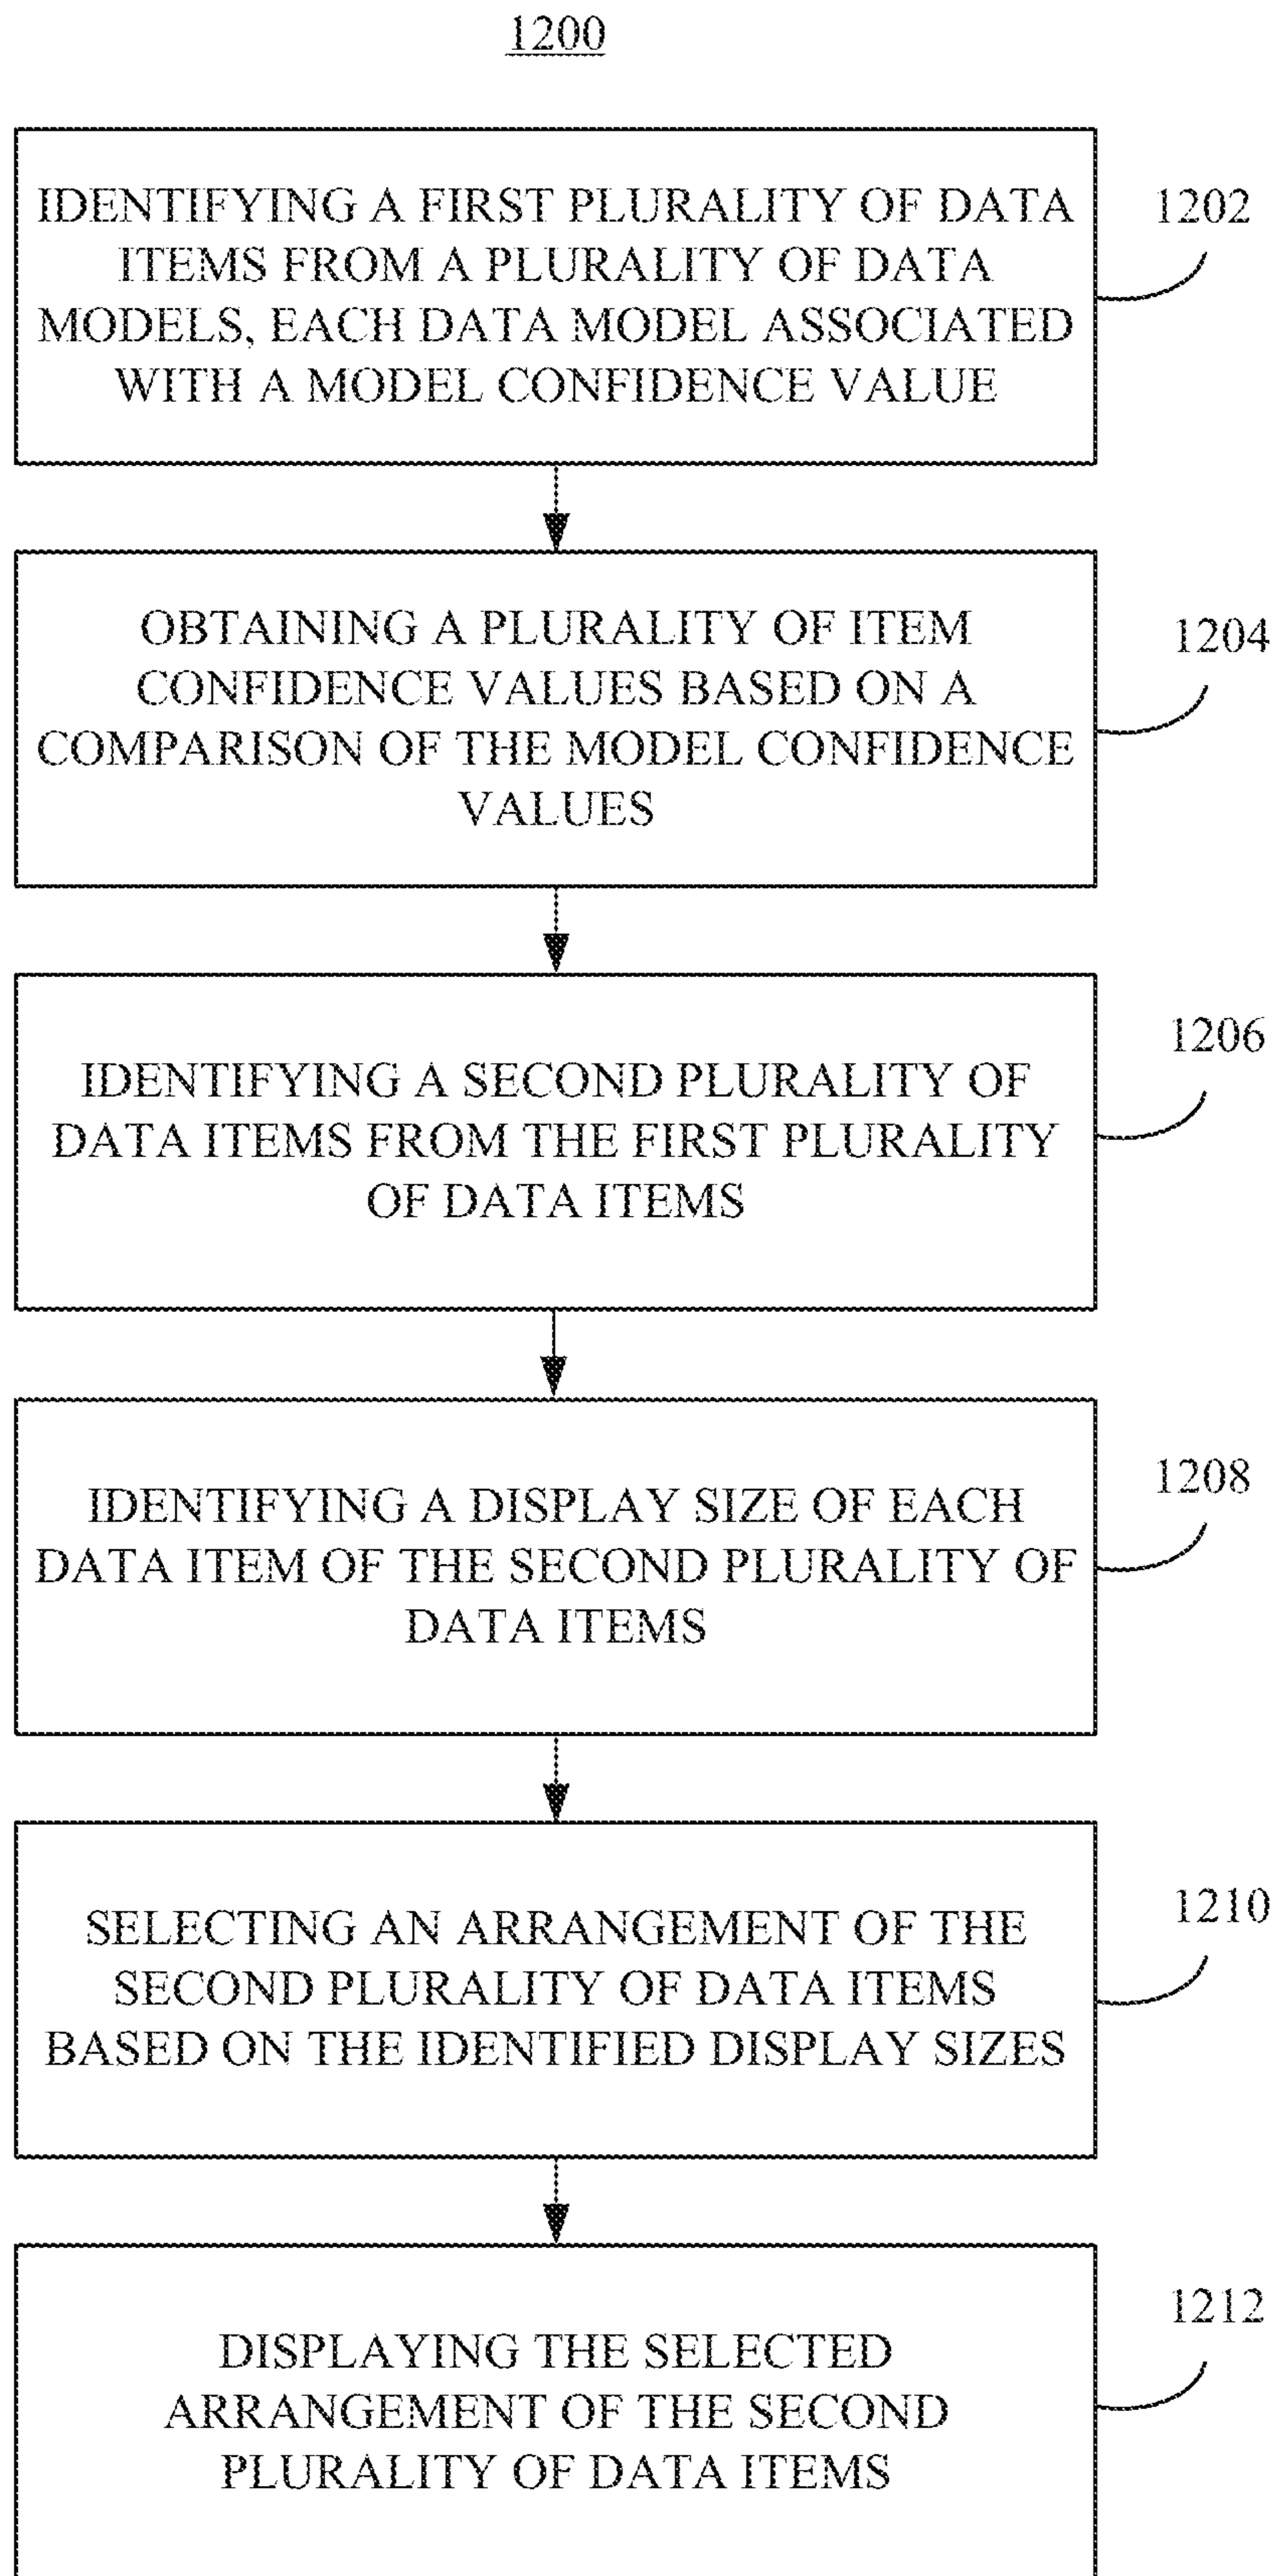 1200
IDENTIFYING A FIRST PLURALITY OF DATA
ITEMS FROM A PLURALITY OF DATA
MODELS, EACH DATA MODEL ASSOCIATED
WITH A MODEL CONFIDENCE VALUE
1202
OBTAINING A PLURALITY OF ITEM
CONFIDENCE VALUES BASED ON A
COMPARISON OF THE MODEL CONFIDENCE
VALUES
1204
IDENTIFYING A SECOND PLURALITY OF
DATA ITEMS FROM THE FIRST PLURALITY
OF DATA ITEMS
1206
IDENTIFYING A DISPLAY SIZE OF EACH
DATA ITEM OF THE SECOND PLURALITY OF
DATA ITEMS
1208
SELECTING AN ARRANGEMENT OF THE
SECOND PLURALITY OF DATA ITEMS
BASED ON THE IDENTIFIED DISPLAY SIZES
1210
DISPLAYING THE SELECTED
ARRANGEMENT OF THE SECOND
PLURALITY OF DATA ITEMS
1212